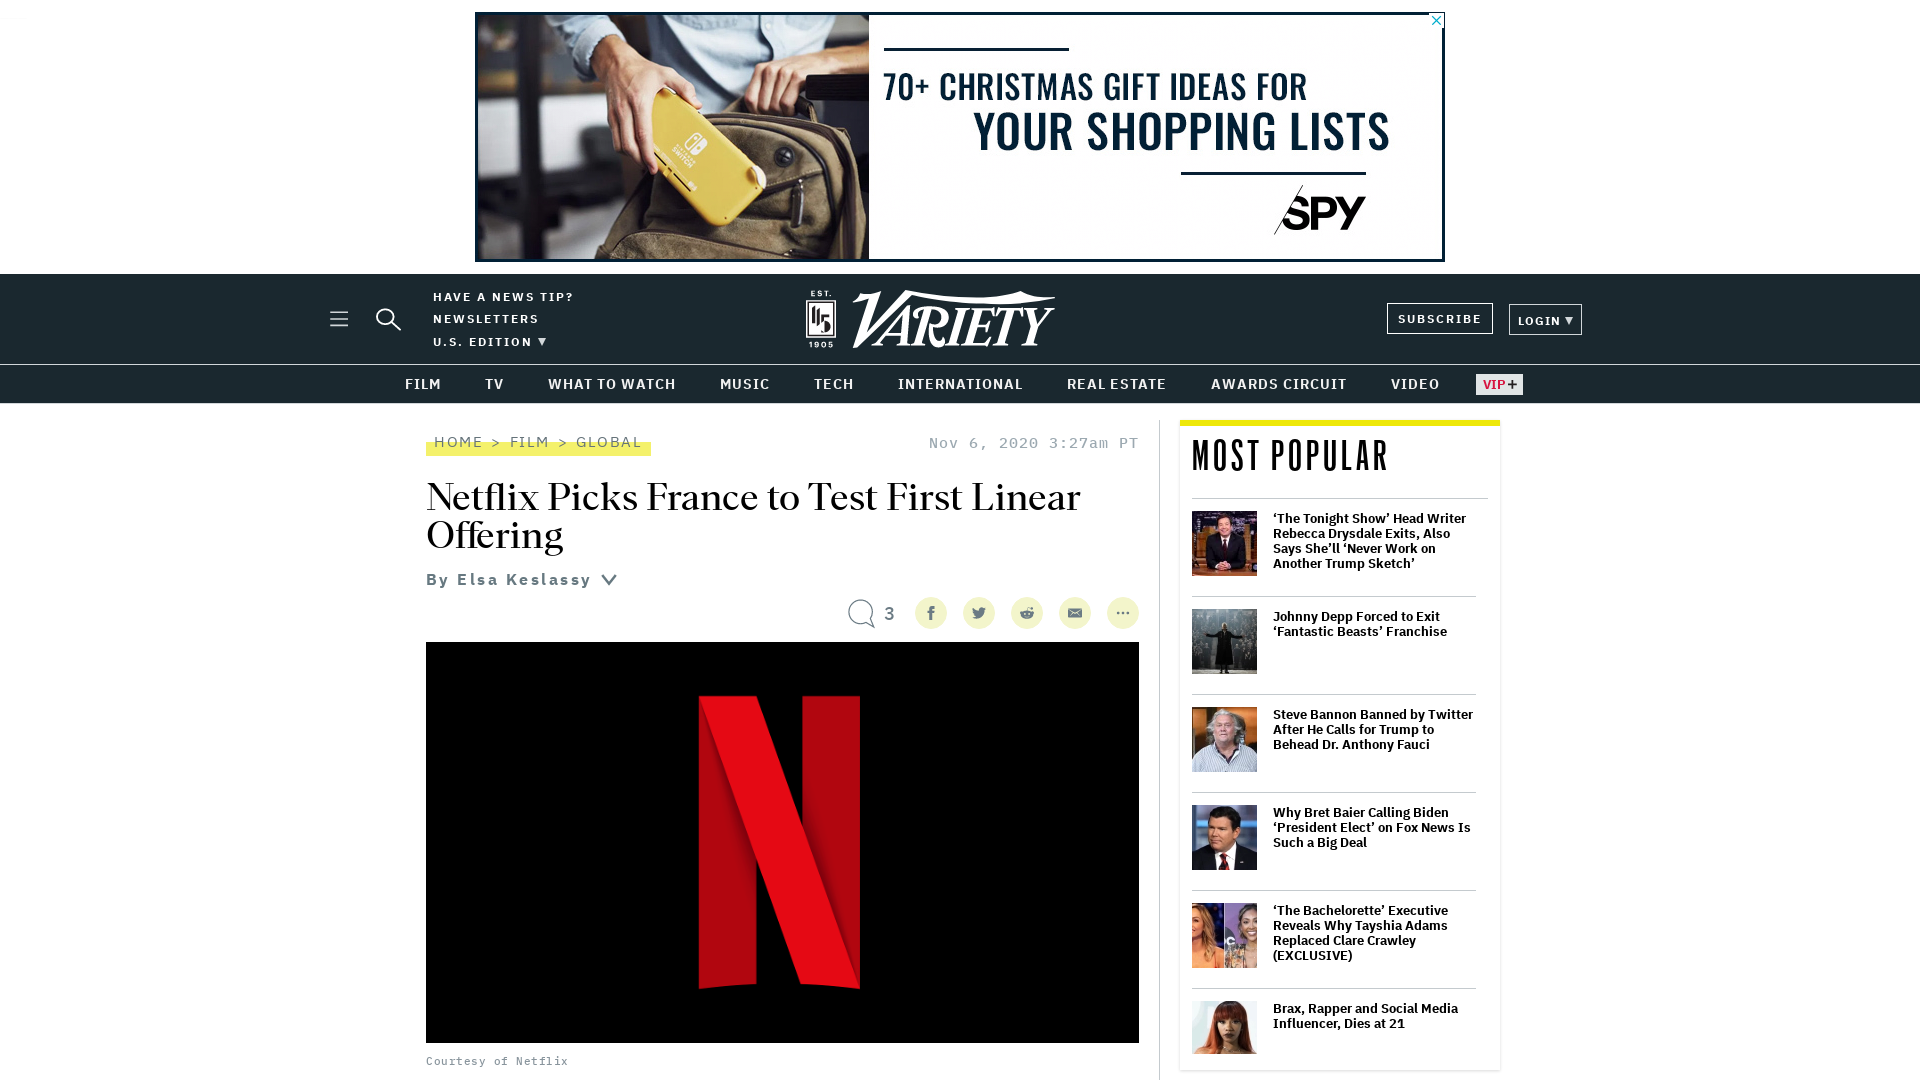 70+ CHRISTMAS GIFT IDEAS FOR
YOUR SHOPPING LISTS
SPY
HAVE A NEWS TIP?
NEWSLETTERS
U.S. EDITION
EST.
115
1905
VARIETY
SUBSCRIBE
LOGIN
FILM
TV
WHAT TO WATCH
MUSIC
TECH
INTERNATIONAL
REAL ESTATE
AWARDS CIRCUIT
VIDEO
VIP+
HOME > FILM > GLOBAL
Nov 6, 2020 3:27am PT
Netflix Picks France to Test First Linear
Offering
By Elsa Keslassy
3
N
Courtesy of Netflix
MOST POPULAR
‘The Tonight Show’ Head Writer
Rebecca Drysdale Exits, Also
Says She’ll ‘Never Work on
Another Trump Sketch’
Johnny Depp Forced to Exit
‘Fantastic Beasts’ Franchise
Steve Bannon Banned by Twitter
After He Calls for Trump to
Behead Dr. Anthony Fauci
Why Bret Baier Calling Biden
‘President Elect’ on Fox News Is
Such a Big Deal
‘The Bachelorette’ Executive
Reveals Why Tayshia Adams
Replaced Clare Crawley
(EXCLUSIVE)
Brax, Rapper and Social Media
Influencer, Dies at 21